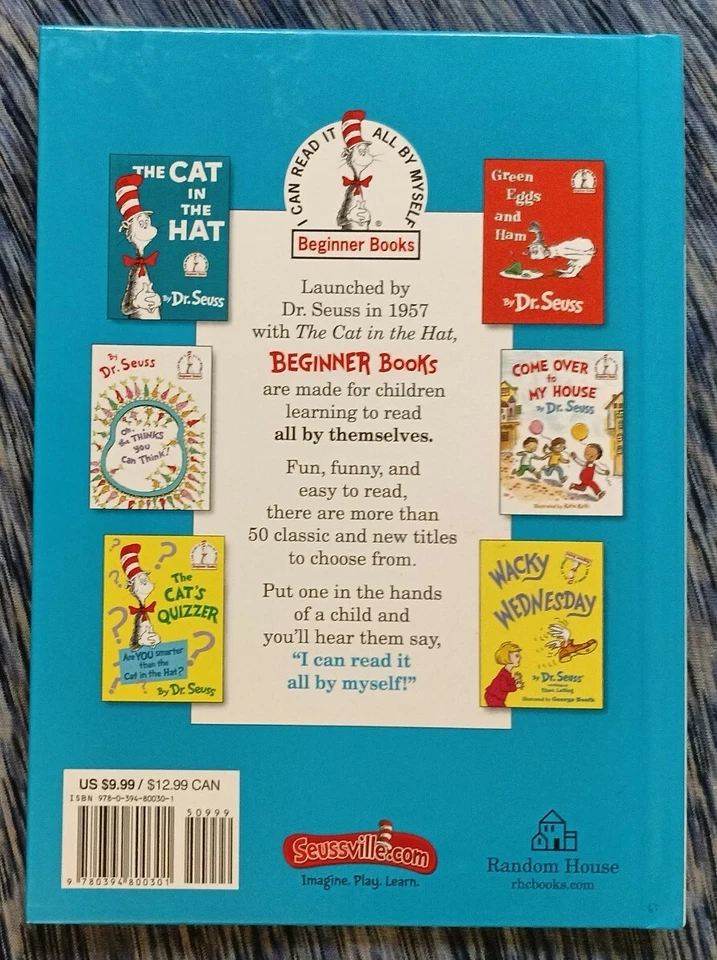 I CAN READ IT ALL BY MYSELF
®
Beginner Books
THE CAT
IN
THE
HAT
By Dr. Seuss
Green
Eggs
and
Ham
By Dr. Seuss
Launched by
Dr. Seuss in 1957
with The Cat in the Hat,
BEGINNER BOOKS
are made for children
learning to read
all by themselves.
Fun, funny, and
easy to read,
there are more than
50 classic and new titles
to choose from.
Put one in the hands
of a child and
you'll hear them say,
“I can read it
all by myself!”
By
Dr. Seuss
Oh,
the THINKS
you
Can Think!
COME OVER
to
MY HOUSE
By Dr. Seuss
Illustrated by Katie Kath
The
CAT'S
QUIZZER
Are YOU smarter
than the
Cat in the Hat?
By Dr. Seuss
WACKY
WEDNESDAY
By Dr. Seuss
Illustrated by George Booth
US $9.99 / $12.99 CAN
ISBN 978-0-394-80030-1
50999
9 780394 800301
Seussville.com
Imagine. Play. Learn.
Random House
rhcbooks.com
67